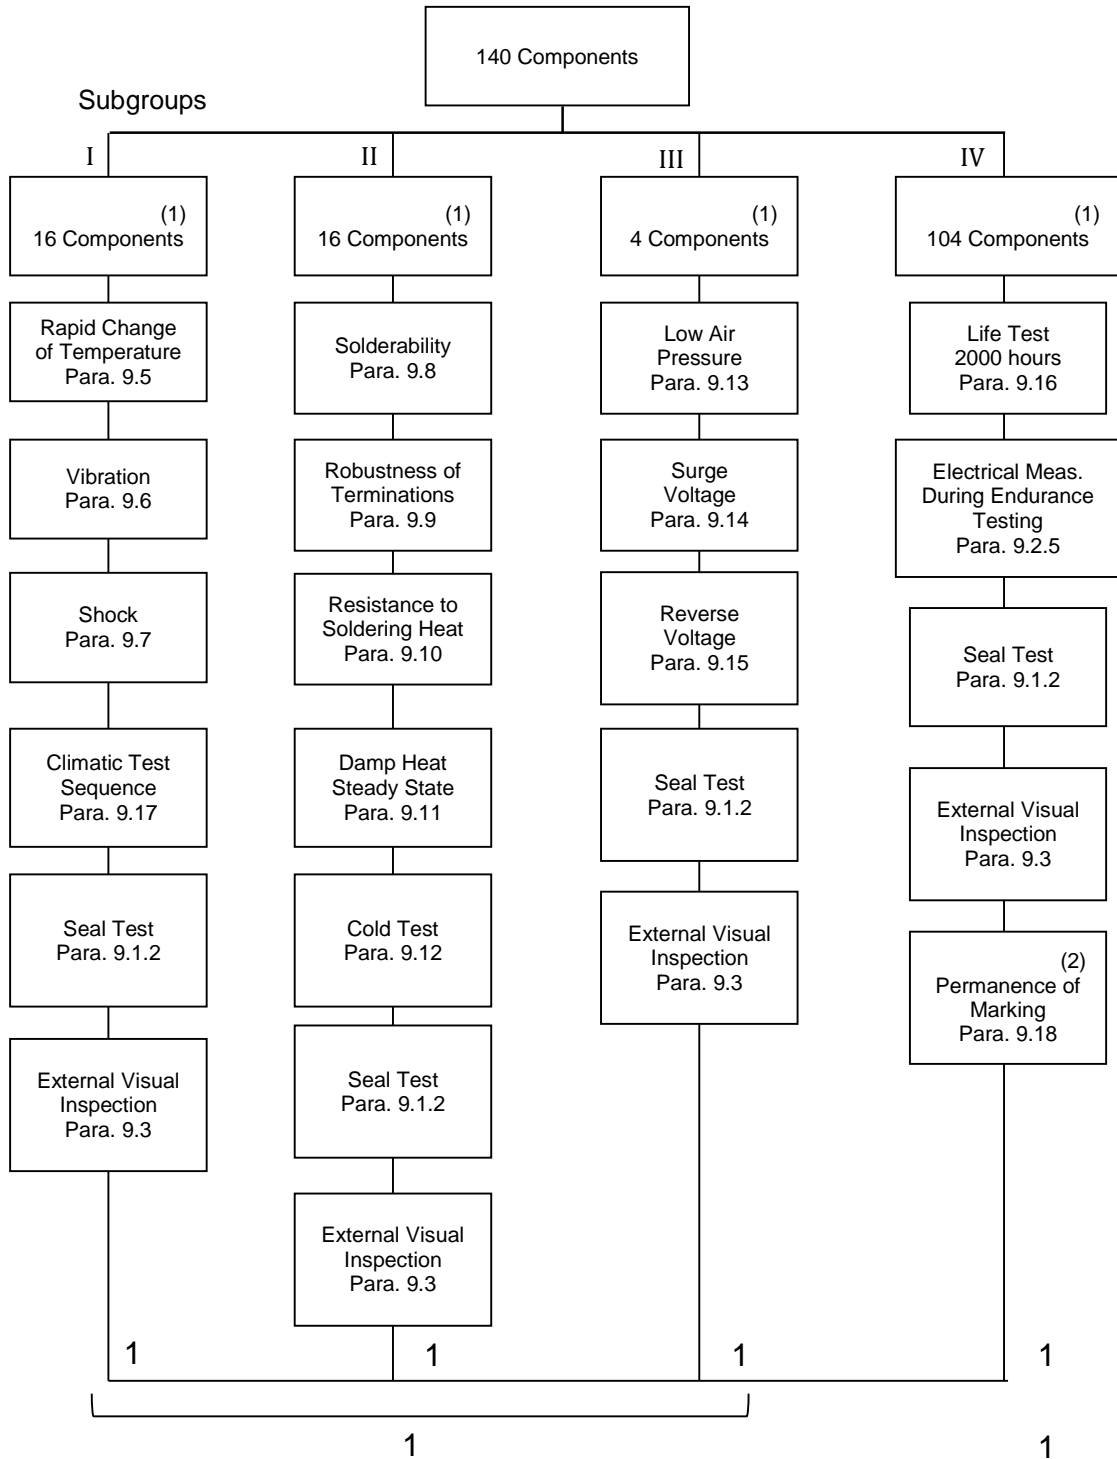 140 Components
Subgroups
I
II
III
IV
(1)
16 Components
(1)
16 Components
(1)
4 Components
(1)
104 Components
Rapid Change
of Temperature
Para. 9.5
Vibration
Para. 9.6
Shock
Para. 9.7
Climatic Test
Sequence
Para. 9.17
Seal Test
Para. 9.1.2
External Visual
Inspection
Para. 9.3
Solderability
Para. 9.8
Robustness of
Terminations
Para. 9.9
Resistance to
Soldering Heat
Para. 9.10
Damp Heat
Steady State
Para. 9.11
Cold Test
Para. 9.12
Seal Test
Para. 9.1.2
External Visual
Inspection
Para. 9.3
Low Air
Pressure
Para. 9.13
Surge
Voltage
Para. 9.14
Reverse
Voltage
Para. 9.15
Seal Test
Para. 9.1.2
External Visual
Inspection
Para. 9.3
Life Test
2000 hours
Para. 9.16
Electrical Meas.
During Endurance
Testing
Para. 9.2.5
Seal Test
Para. 9.1.2
External Visual
Inspection
Para. 9.3
(2)
Permanence of
Marking
Para. 9.18
1
1
1
1
1
1